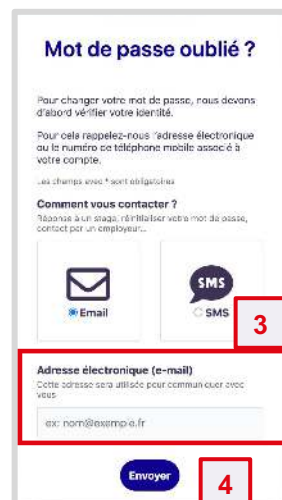 Mot de passe oublié ?
Pour changer votre mot de passe, nous devons
d'abord vérifier votre identité.
Pour cela rappelez-nous l'adresse électronique
ou le numéro de téléphone mobile associé à
votre compte.
Les champs avec * sont obligatoires
Comment vous contacter ?
Réponse à un stage, réinitialiser votre mot de passe,
contact par un employeur...
SMS
Email
SMS
3
Adresse électronique (e-mail)
Cette adresse sera utilisée pour communiquer avec
vous
ex: nom@exemple.fr
Envoyer
4